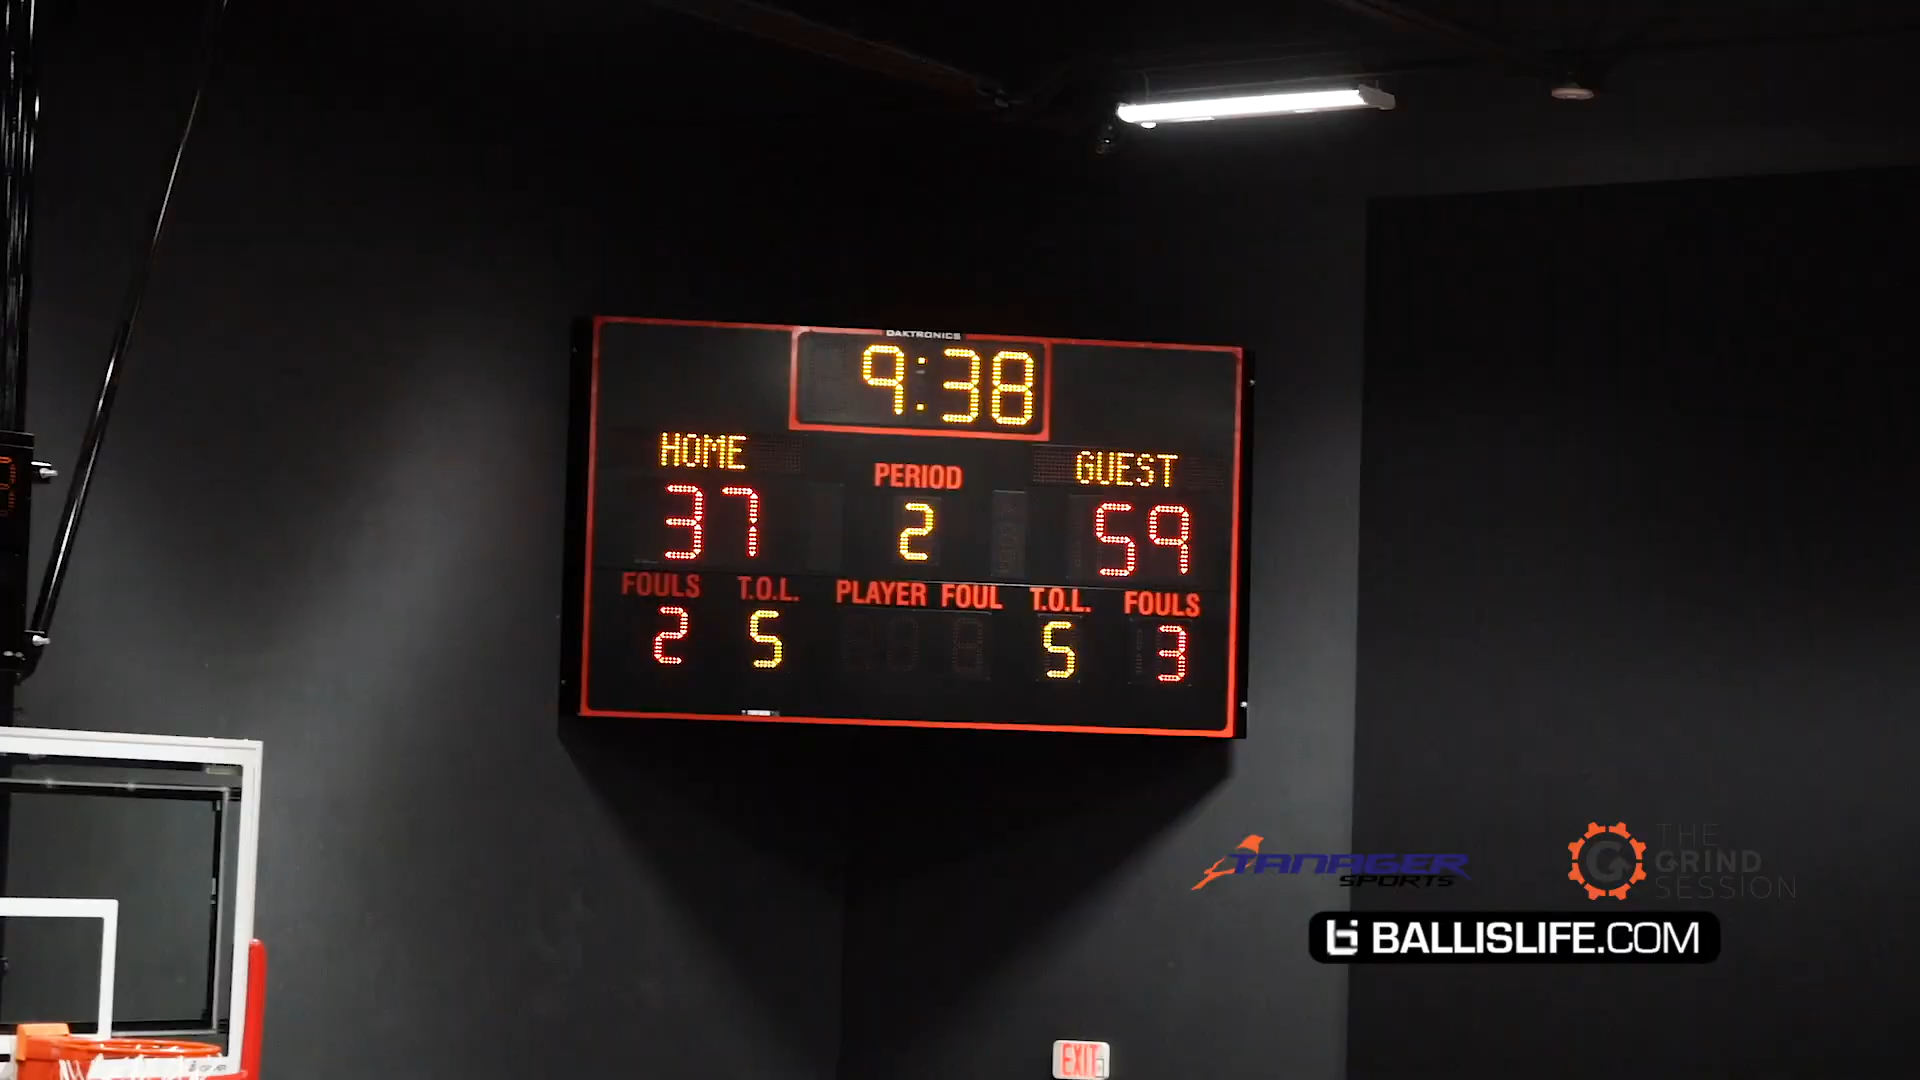 DAKTRONICS
9:38
HOME
GUEST
PERIOD
37
2
59
FOULS
T.O.L.
PLAYER FOUL
T.O.L.
FOULS
2
5
5
3
TANAGER
SPORTS
THE
GRIND
SESSION
BALLISLIFE.COM
EXIT